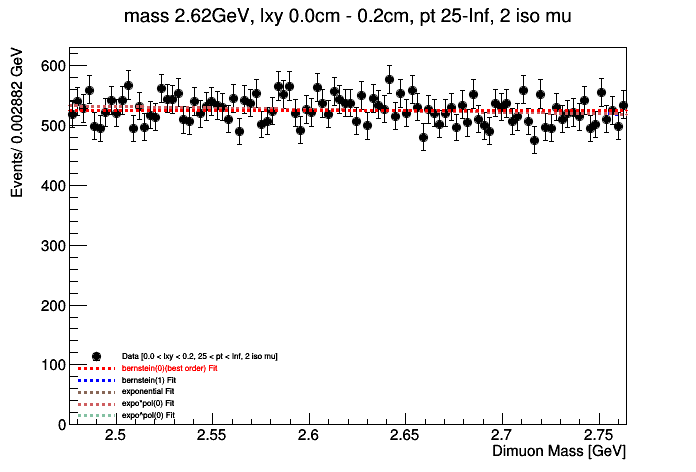 mass 2.62GeV, lxy 0.0cm - 0.2cm, pt 25-Inf, 2 iso mu
Events/ 0.002882 GeV
600
500
400
300
200
100
0
Data [0.0 < lxy < 0.2, 25 < pt < Inf, 2 iso mu]
bernstein(0)(best order) Fit
bernstein(1) Fit
exponential Fit
expo*pol(0) Fit
expo^pol(0) Fit
2.5 2.55 2.6 2.65 2.7 2.75
Dimuon Mass [GeV]